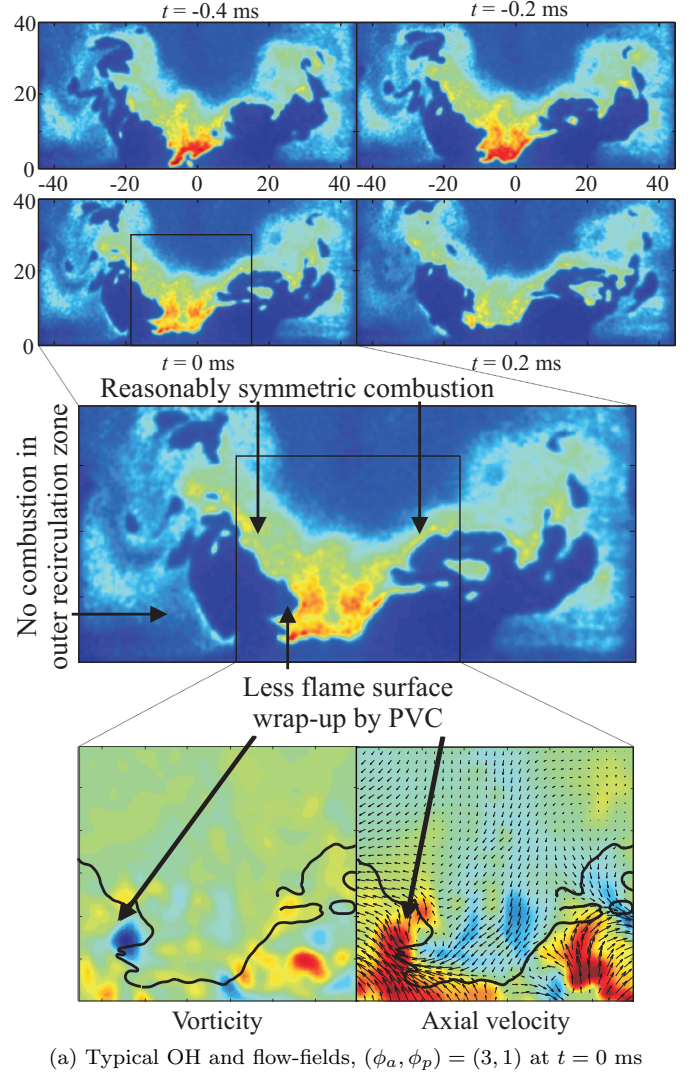 t = -0.4 ms
t = -0.2 ms
40
20
0
-40 -20 0 20 40
-40 -20 0 20 40
40
20
0
t = 0 ms
0.2 ms
Reasonably symmetric combustion
No combustion in
outer recirculation zone
Less flame surface
wrap-up by PVC
Vorticity
Axial velocity
(a) Typical OH and flow-fields, (ϕₐ, ϕₚ) = (3, 1) at t = 0 ms